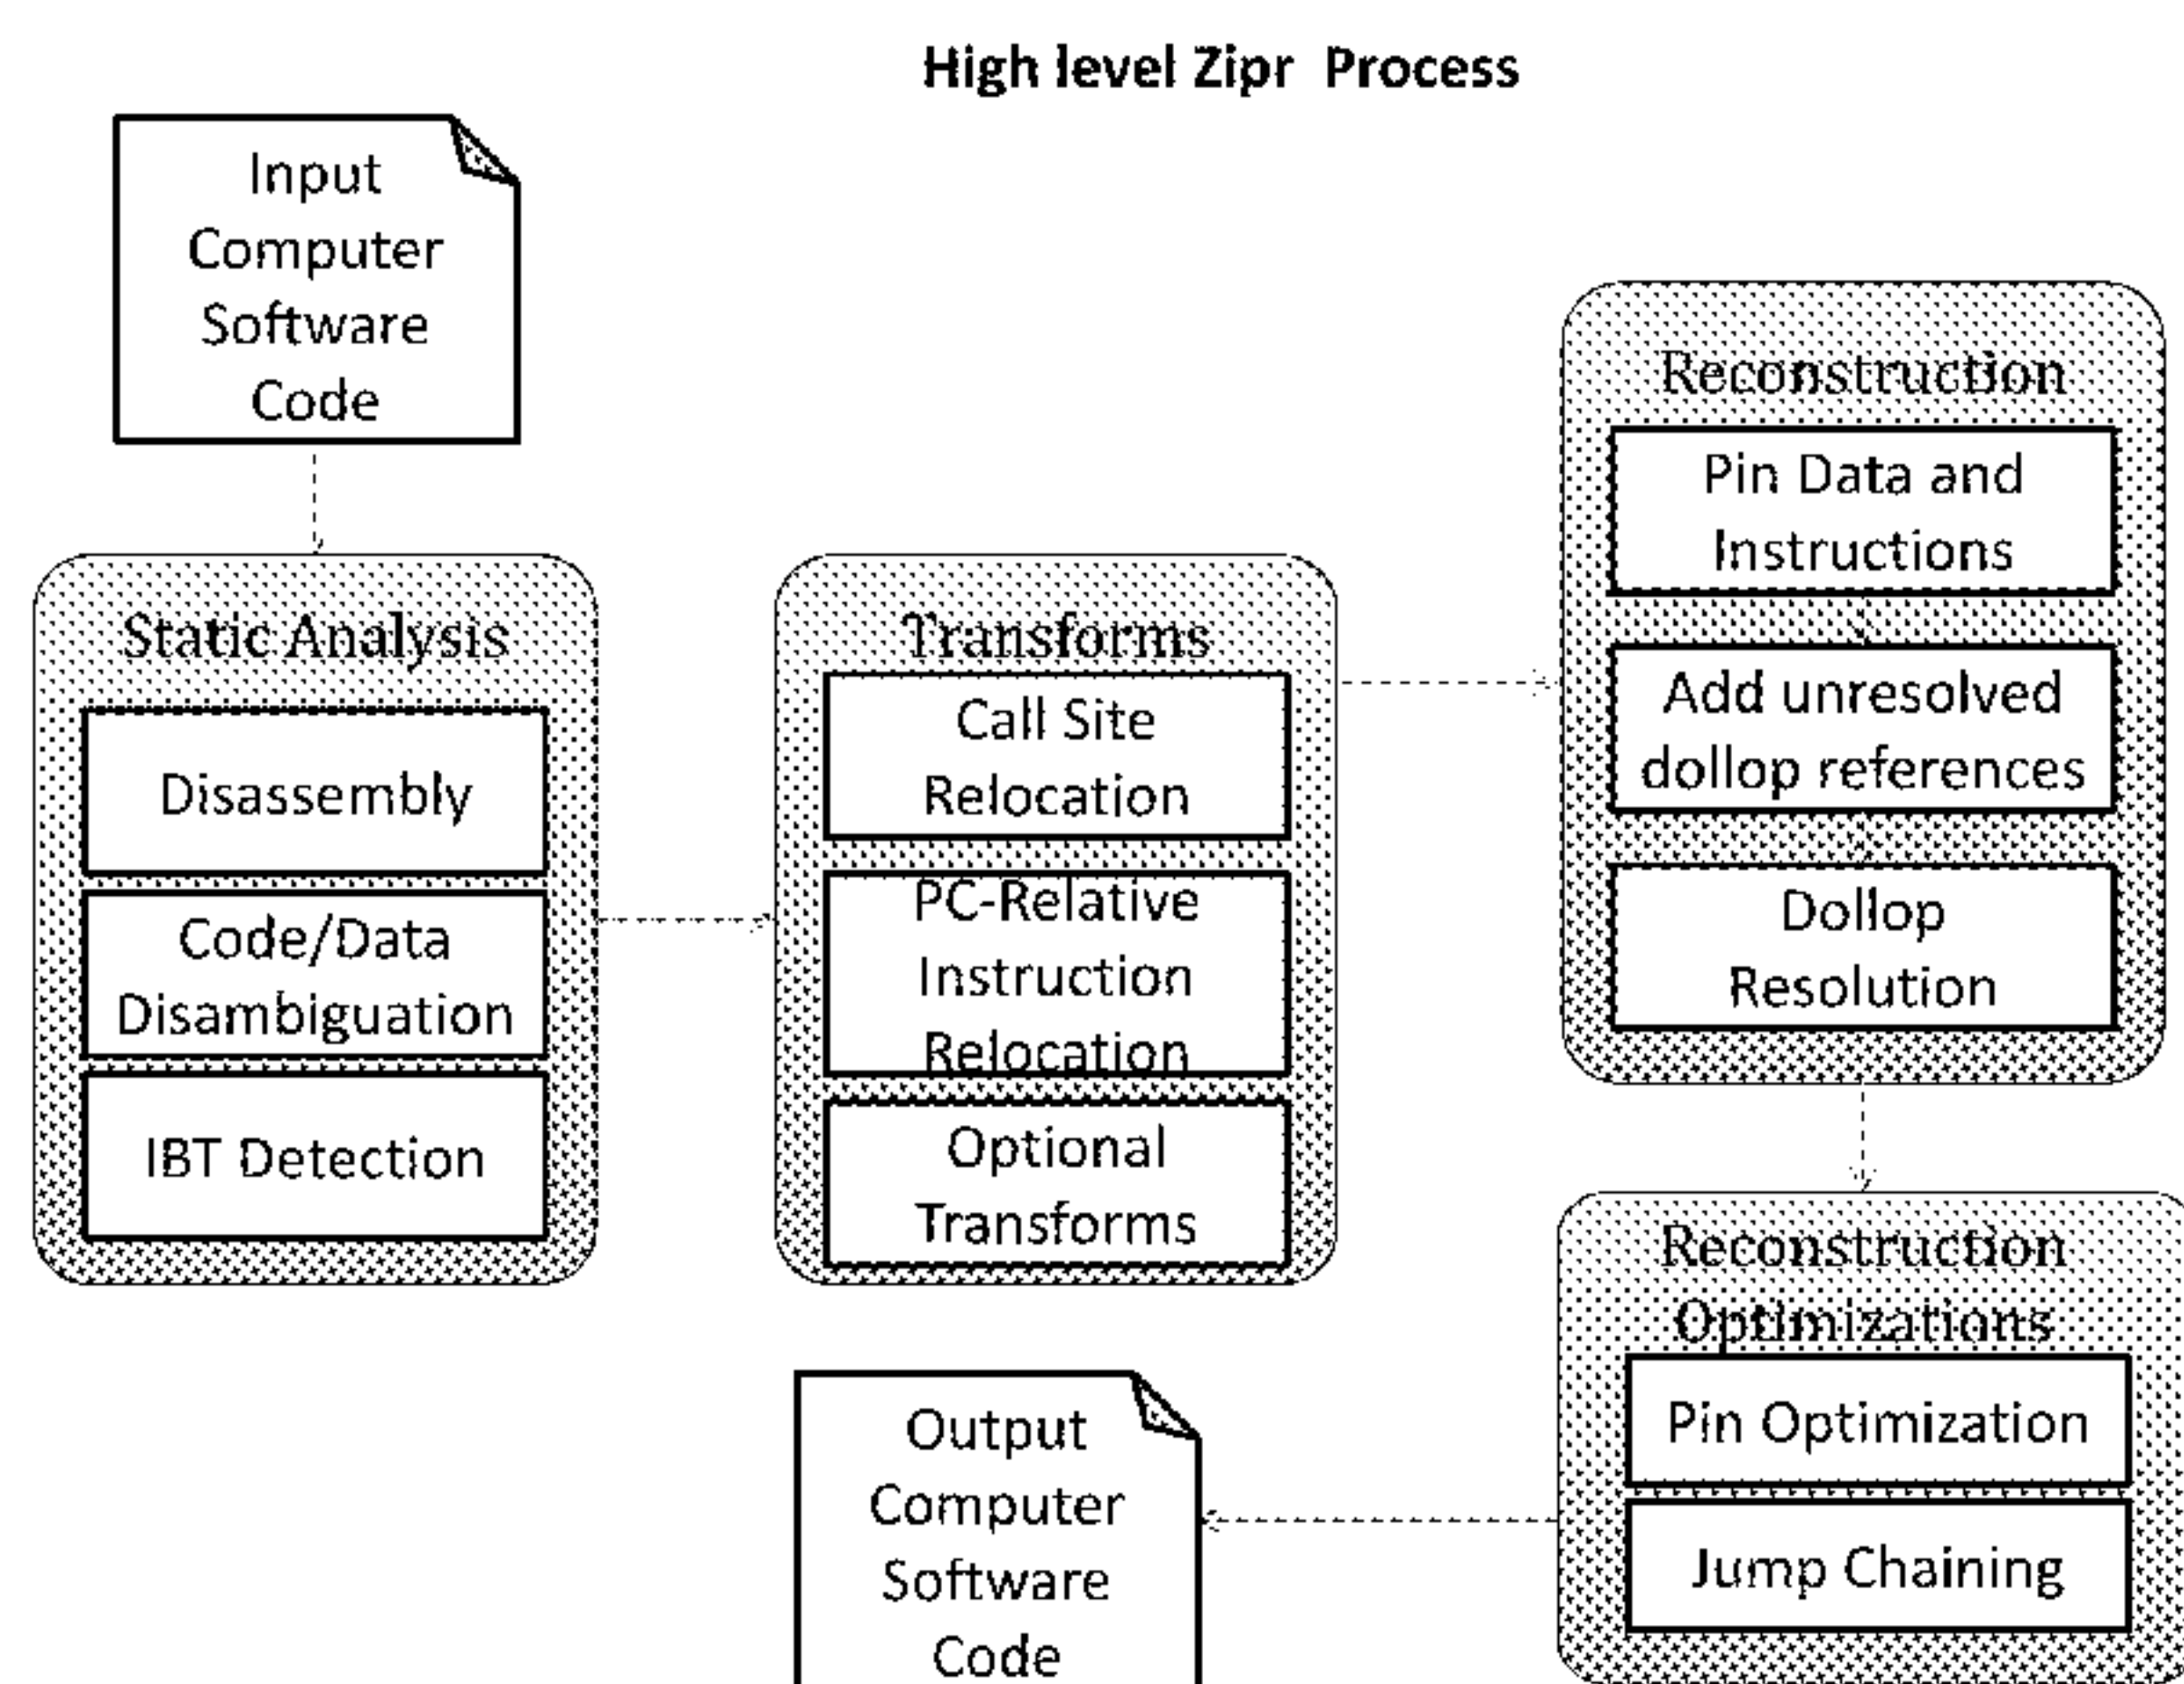 High level Zipr Process
Input
Computer
Software
Code
Static Analysis
Disassembly
Code/Data
Disambiguation
IBT Detection
Transforms
Call Site
Relocation
PC-Relative
Instruction
Relocation
Optional
Transforms
Reconstruction
Pin Data and
Instructions
Add unresolved
dollop references
Dollop
Resolution
Reconstruction
Optimizations
Pin Optimization
Jump Chaining
Output
Computer
Software
Code